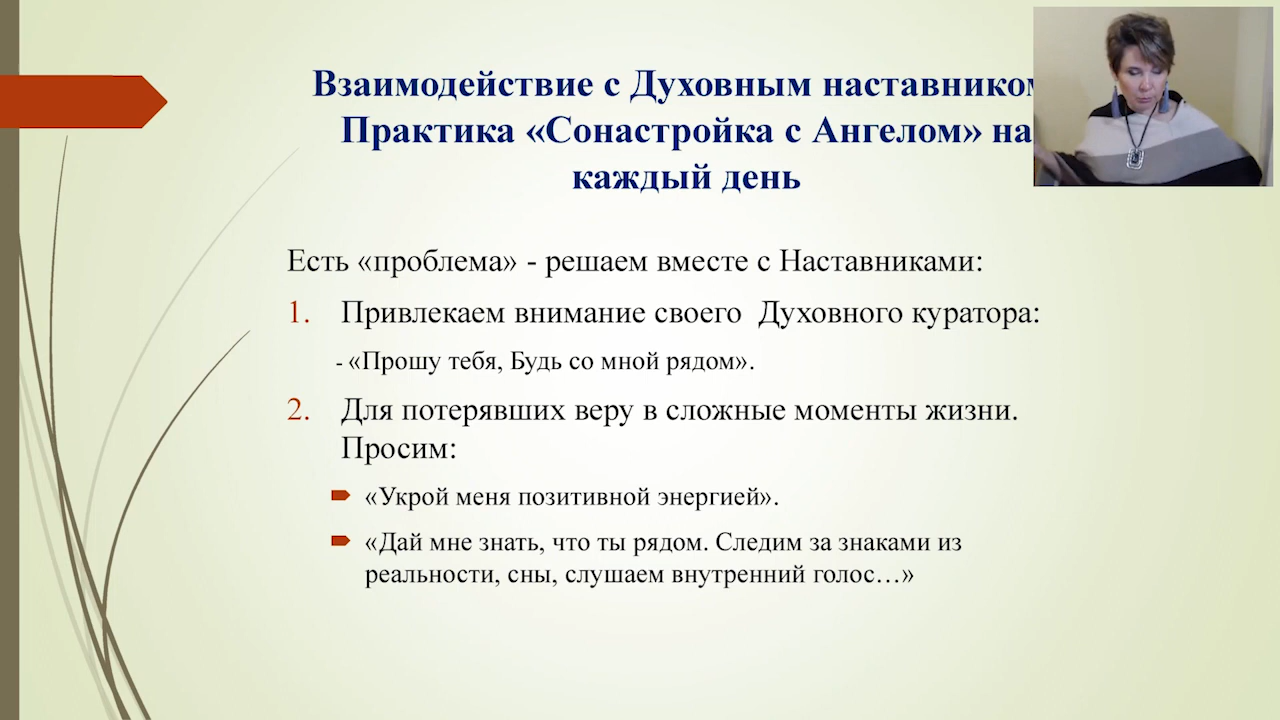 Взаимодействие с Духовным наставником
Практика «Сонастройка с Ангелом» на
каждый день
Есть «проблема» - решаем вместе с Наставниками:
1. Привлекаем внимание своего Духовного куратора:
- «Прошу тебя, Будь со мной рядом».
2. Для потерявших веру в сложные моменты жизни.
Просим:
«Укрой меня позитивной энергией».
«Дай мне знать, что ты рядом. Следим за знаками из
реальности, сны, слушаем внутренний голос…»